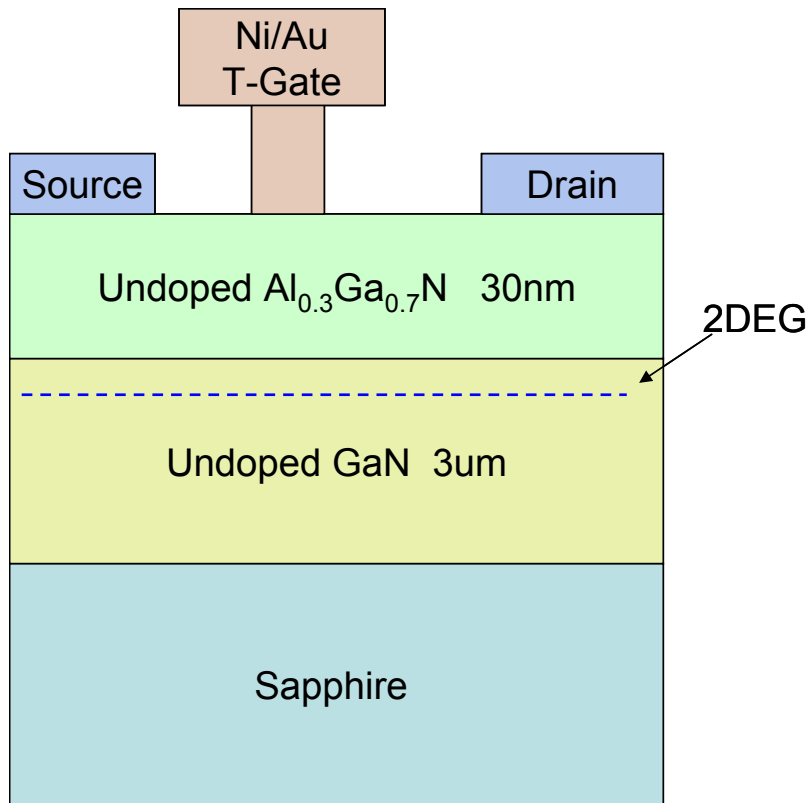 Ni/Au
T-Gate
Source
Drain
Undoped Al₀.₃Ga₀.₇N 30nm
2DEG
Undoped GaN 3um
Sapphire